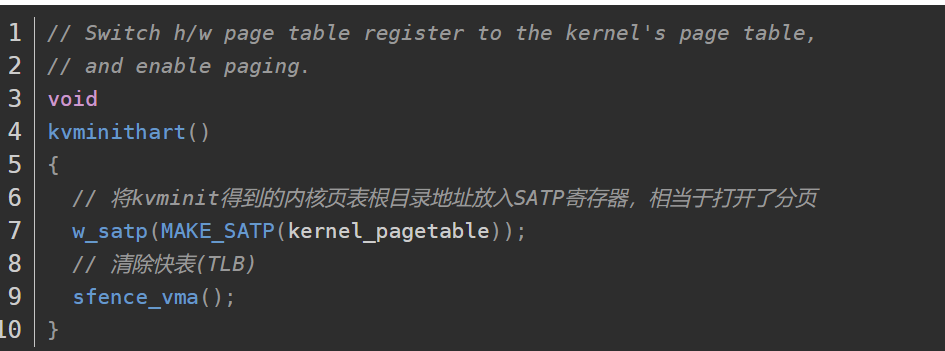 1 // Switch h/w page table register to the kernel's page table,
2 // and enable paging.
3 void
4 kvminithart()
5 {
6   // 将kvminit得到的内核页表根目录地址放入SATP寄存器，相当于打开了分页
7   w_satp(MAKE_SATP(kernel_pagetable));
8   // 清除快表(TLB)
9   sfence_vma();
10 }